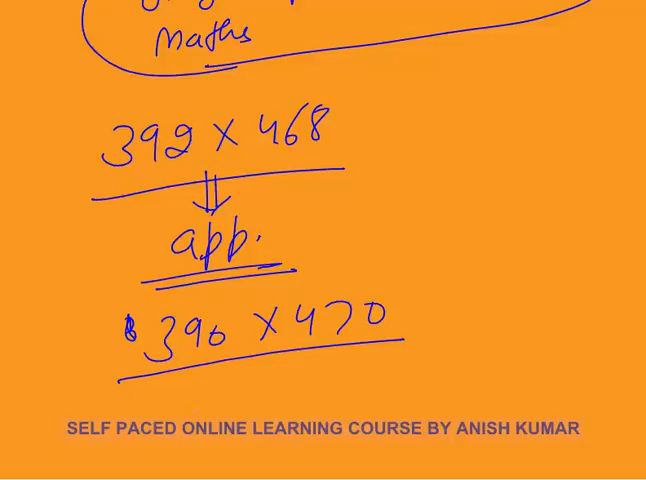 Maths
392 × 468
app.
390 × 470
SELF PACED ONLINE LEARNING COURSE BY ANISH KUMAR